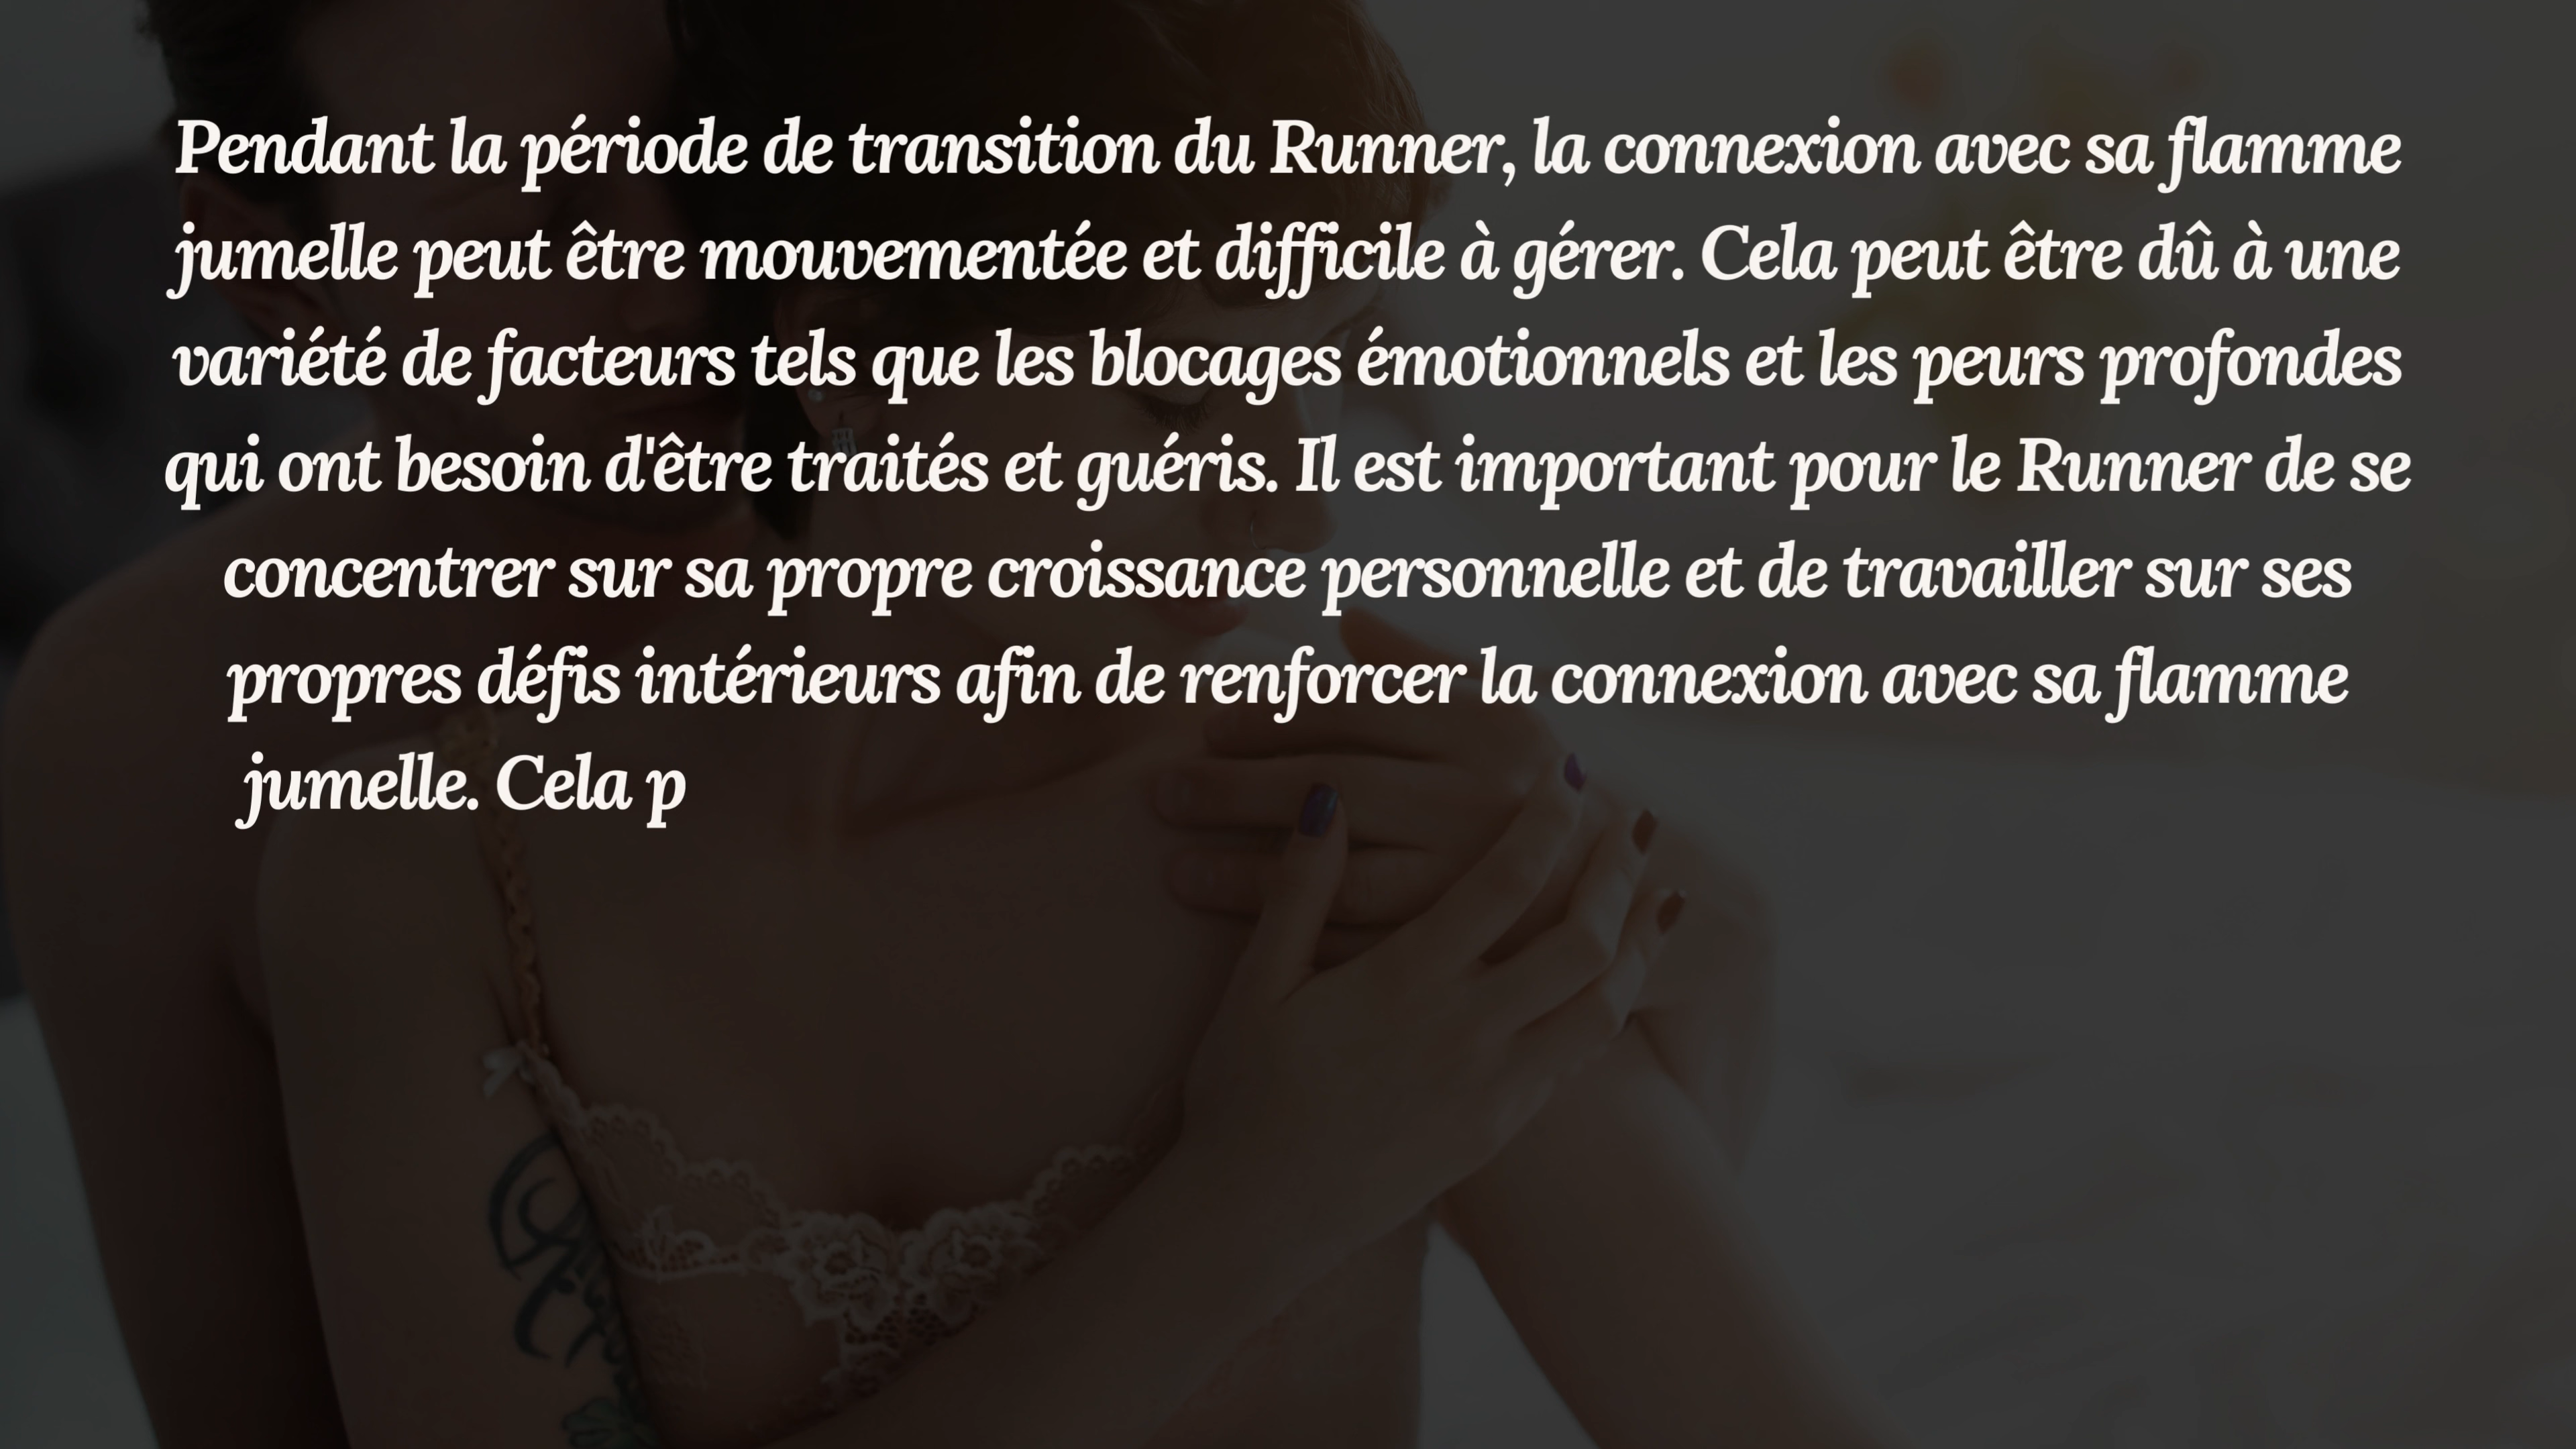 Pendant la période de transition du Runner, la connexion avec sa flamme
jumelle peut être mouvementée et difficile à gérer. Cela peut être dû à une
variété de facteurs tels que les blocages émotionnels et les peurs profondes
qui ont besoin d'être traités et guéris. Il est important pour le Runner de se
concentrer sur sa propre croissance personnelle et de travailler sur ses
propres défis intérieurs afin de renforcer la connexion avec sa flamme
jumelle. Cela p